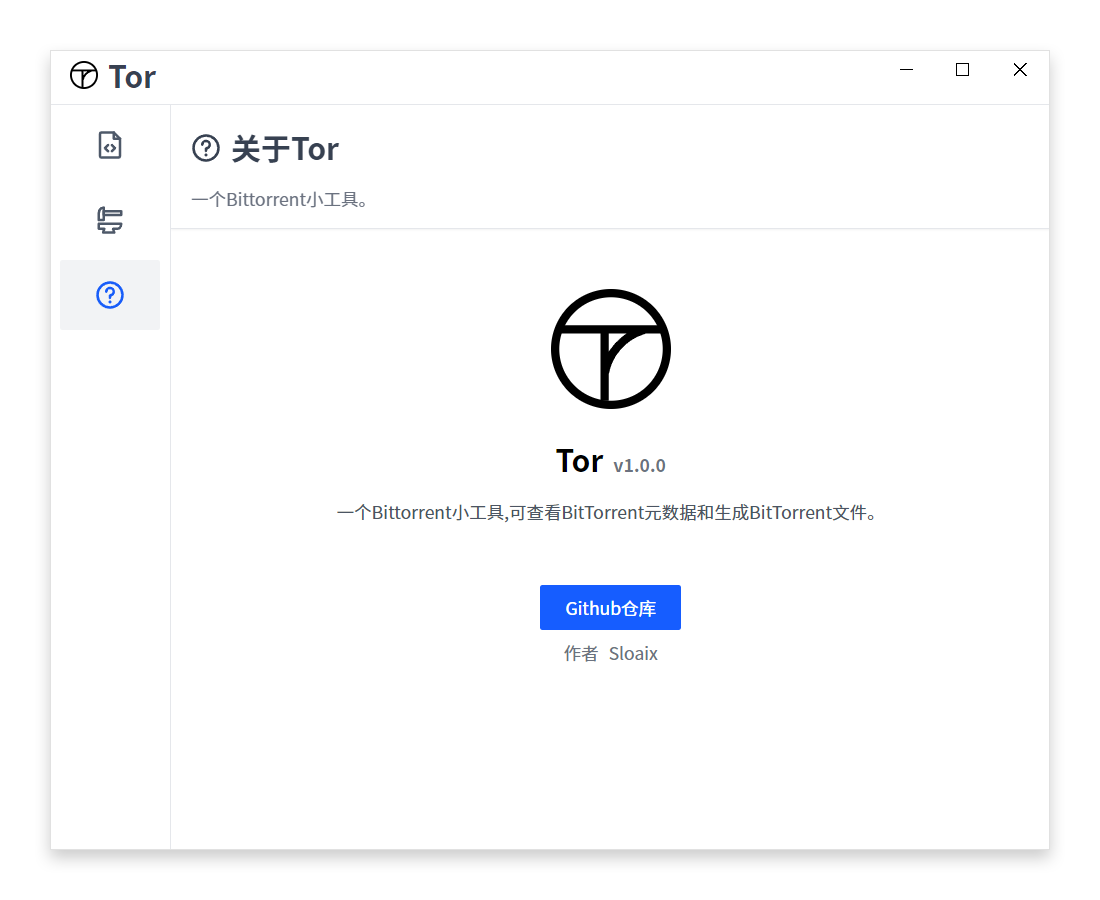 Tor
关于Tor
一个Bittorrent小工具。
Tor v1.0.0
一个Bittorrent小工具,可查看BitTorrent元数据和生成BitTorrent文件。
Github仓库
作者 Sloaix